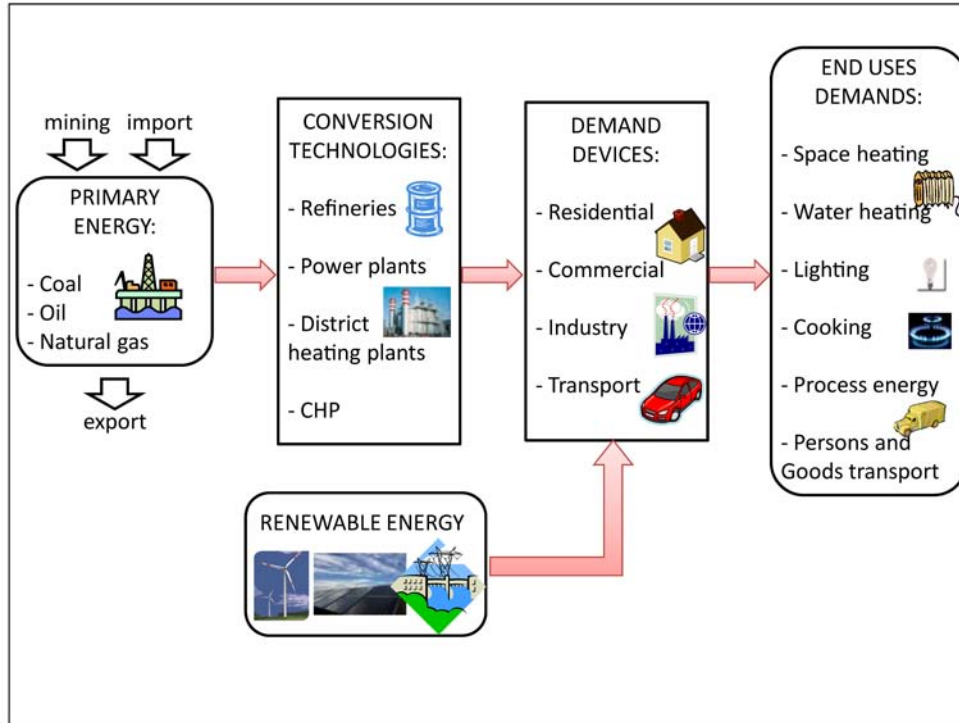 mining import
PRIMARY
ENERGY:
- Coal
- Oil
- Natural gas
export
CONVERSION
TECHNOLOGIES:
- Refineries
- Power plants
- District
heating plants
- CHP
RENEWABLE ENERGY
DEMAND
DEVICES:
- Residential
- Commercial
- Industry
- Transport
END USES
DEMANDS:
- Space heating
- Water heating
- Lighting
- Cooking
- Process energy
- Persons and
Goods transport